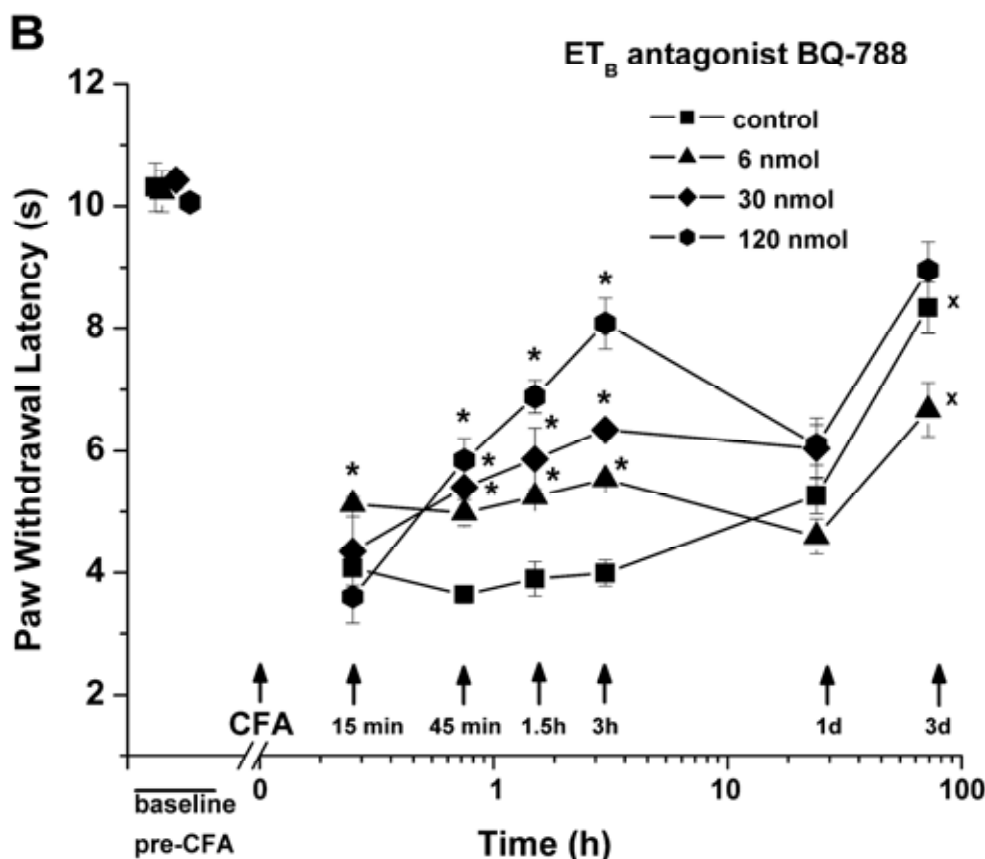 B
ET_B antagonist BQ-788
control
6 nmol
30 nmol
120 nmol
Paw Withdrawal Latency (s)
12
10
8
6
4
2
* * * * * * * * * *
x
x
CFA
15 min 45 min 1.5h 3h 1d 3d
0 1 10 100
baseline
pre-CFA
Time (h)